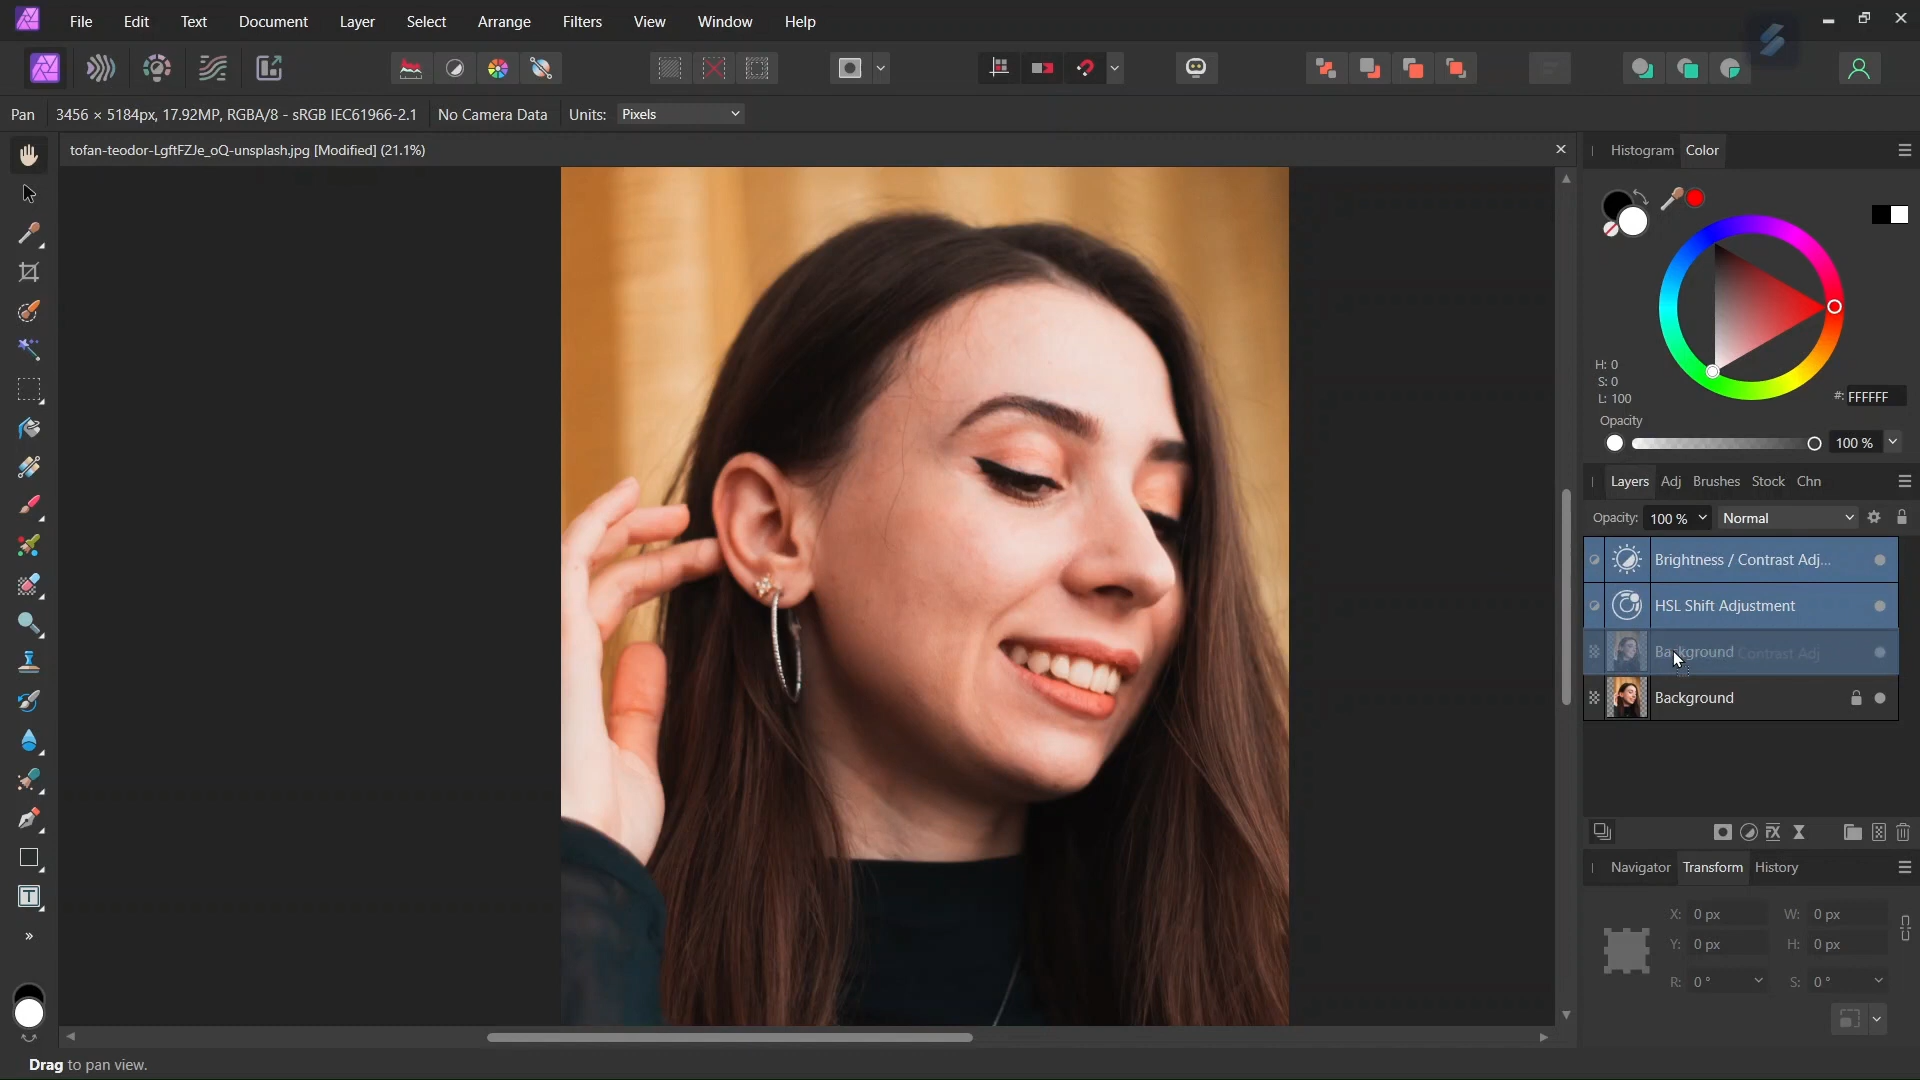 File Edit Text Document Layer Select Arrange Filters View Window Help
Pan 3456 × 5184px, 17.92MP, RGBA/8 - sRGB IEC61966-2.1 No Camera Data Units: Pixels
tofan-teodor-LgftFZJe_oQ-unsplash.jpg [Modified] (21.1%)
Histogram Color
H: 0
S: 0
L: 100
#: FFFFFF
Opacity
100 %
Layers Adj Brushes Stock Chn
Opacity: 100 % Normal
Brightness / Contrast Adj...
HSL Shift Adjustment
Background
Background
Navigator Transform History
X: 0 px W: 0 px
Y: 0 px H: 0 px
R: 0 ° S: 0 °
Drag to pan view.